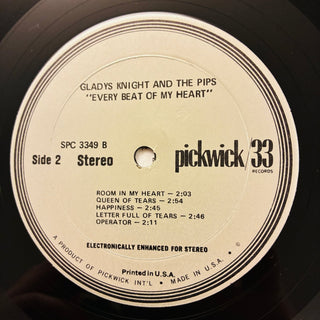 GLADYS KNIGHT AND THE PIPS
"EVERY BEAT OF MY HEART"
SPC 3349 B
Side 2 Stereo
pickwick/33
RECORDS
ROOM IN MY HEART – 2:03
QUEEN OF TEARS – 2:54
HAPPINESS – 2:45
LETTER FULL OF TEARS – 2:46
OPERATOR – 2:11
ELECTRONICALLY ENHANCED FOR STEREO
Printed in U.S.A.
A PRODUCT OF PICKWICK INT'L • MADE IN U.S.A. • ©